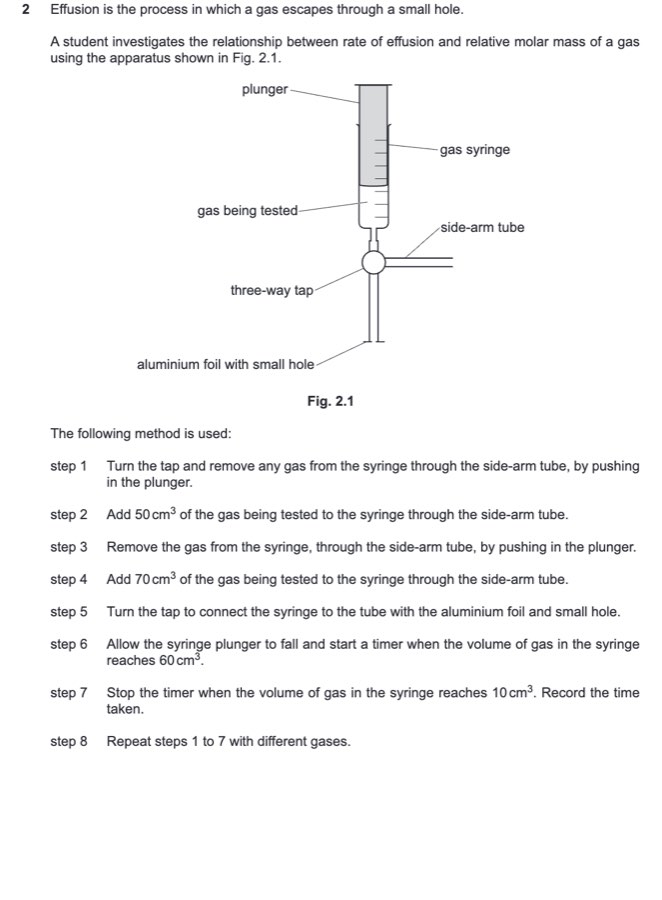 2 Effusion is the process in which a gas escapes through a small hole.
A student investigates the relationship between rate of effusion and relative molar mass of a gas
using the apparatus shown in Fig. 2.1.
plunger
gas syringe
gas being tested
side-arm tube
three-way tap
aluminium foil with small hole
Fig. 2.1
The following method is used:
step 1 Turn the tap and remove any gas from the syringe through the side-arm tube, by pushing
in the plunger.
step 2 Add 50 cm³ of the gas being tested to the syringe through the side-arm tube.
step 3 Remove the gas from the syringe, through the side-arm tube, by pushing in the plunger.
step 4 Add 70 cm³ of the gas being tested to the syringe through the side-arm tube.
step 5 Turn the tap to connect the syringe to the tube with the aluminium foil and small hole.
step 6 Allow the syringe plunger to fall and start a timer when the volume of gas in the syringe
reaches 60 cm³.
step 7 Stop the timer when the volume of gas in the syringe reaches 10 cm³. Record the time
taken.
step 8 Repeat steps 1 to 7 with different gases.